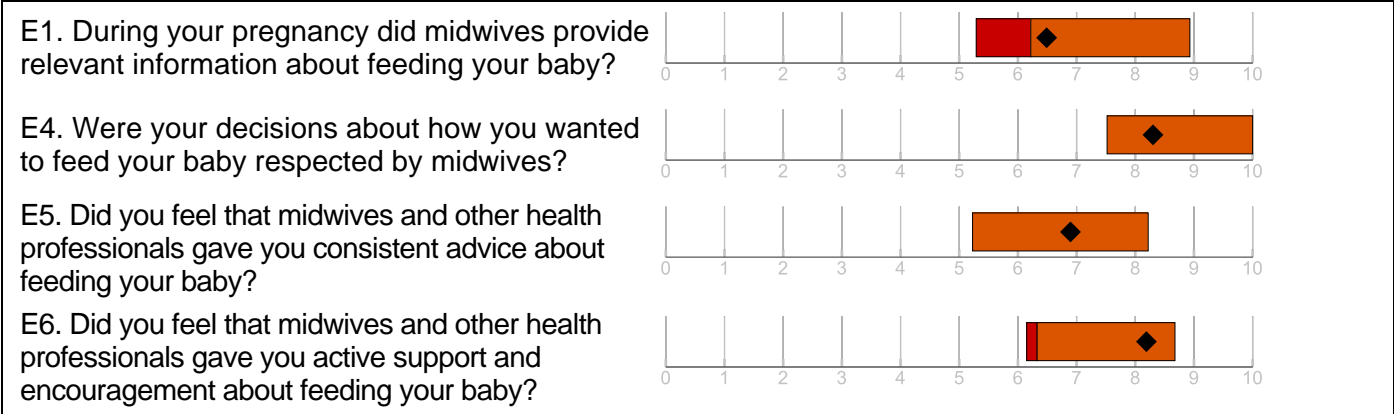 E1. During your pregnancy did midwives provide
relevant information about feeding your baby?
0 1 2 3 4 5 6 7 8 9 10
E4. Were your decisions about how you wanted
to feed your baby respected by midwives?
0 1 2 3 4 5 6 7 8 9 10
E5. Did you feel that midwives and other health
professionals gave you consistent advice about
feeding your baby?
0 1 2 3 4 5 6 7 8 9 10
E6. Did you feel that midwives and other health
professionals gave you active support and
encouragement about feeding your baby?
0 1 2 3 4 5 6 7 8 9 10